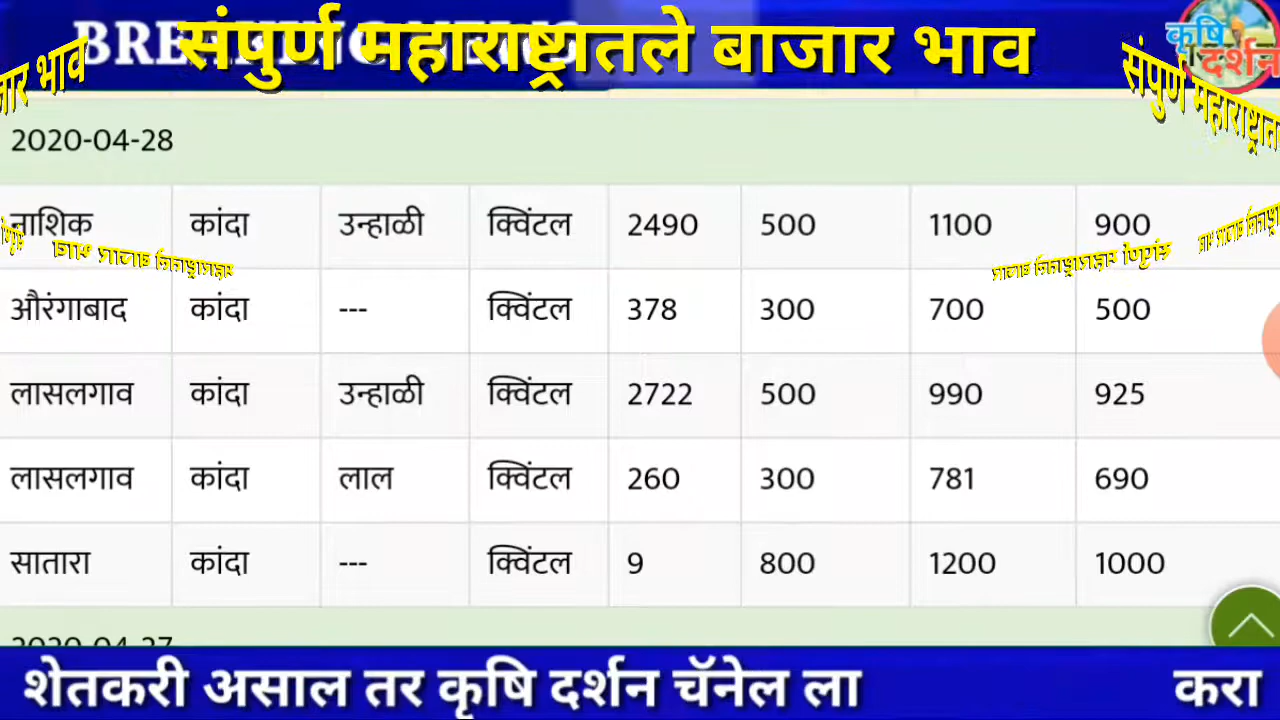 संपुर्ण महाराष्ट्रातले बाजार भाव
कृषि
दर्शन
2020-04-28
नाशिक कांदा उन्हाळी क्विंटल 2490 500 1100 900
औरंगाबाद कांदा --- क्विंटल 378 300 700 500
लासलगाव कांदा उन्हाळी क्विंटल 2722 500 990 925
लासलगाव कांदा लाल क्विंटल 260 300 781 690
सातारा कांदा --- क्विंटल 9 800 1200 1000
2020-04-27
शेतकरी असाल तर कृषि दर्शन चॅनेल ला करा